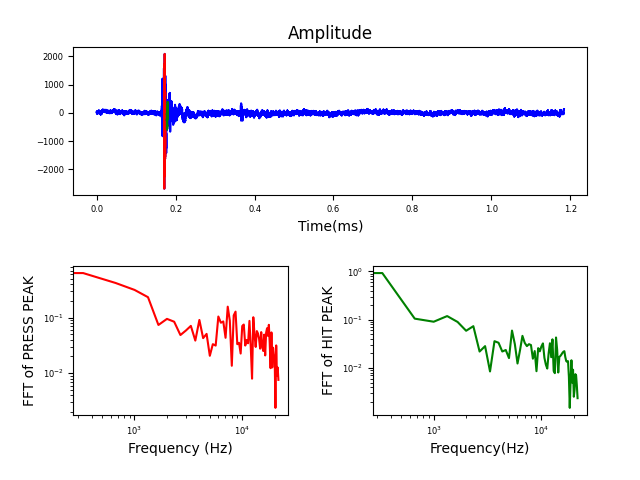 Amplitude
2000
1000
0
−1000
−2000
0.0 0.2 0.4 0.6 0.8 1.0 1.2
Time(ms)
FFT of PRESS PEAK
10⁻¹
10⁻²
10³ 10⁴
Frequency (Hz)
FFT of HIT PEAK
10⁰
10⁻¹
10⁻²
10³ 10⁴
Frequency(Hz)